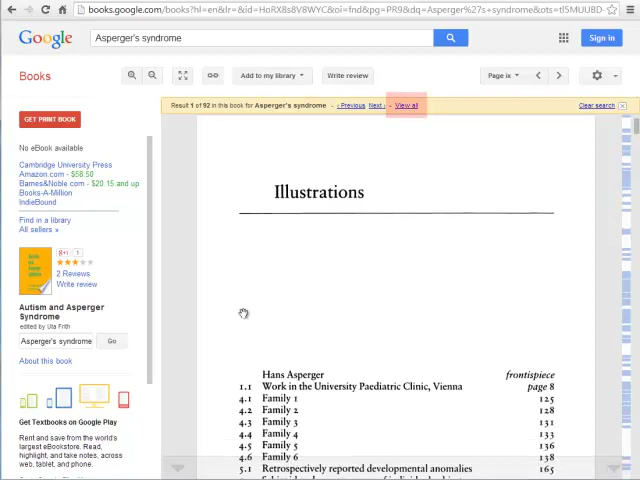 books.google.com/books?hl=en&lr=&id=HoRX8s8V8WYC&oi=fnd&pg=PR9&dq=Asperger%27s+syndrome&ots=tl5MUU8D-
Google
Asperger's syndrome
Sign in
Books
Add to my library
Write review
Page ix
Result 1 of 92 in this book for Asperger's syndrome - ‹ Previous Next › - View all
Clear search
GET PRINT BOOK
No eBook available
Cambridge University Press
Amazon.com - $58.50
Barnes&Noble.com - $20.15 and up
Books-A-Million
IndieBound
Find in a library
All sellers »
g+1 1
2 Reviews
Write review
Autism and Asperger
Syndrome
edited by Uta Frith
Asperger's syndrome
Go
About this book
Get Textbooks on Google Play
Rent and save from the world's
largest eBookstore. Read,
highlight, and take notes, across
web, tablet, and phone.
Illustrations
Hans Asperger frontispiece
1.1 Work in the University Paediatric Clinic, Vienna page 8
4.1 Family 1 125
4.2 Family 2 128
4.3 Family 3 131
4.4 Family 4 133
4.5 Family 5 136
4.6 Family 6 138
5.1 Retrospectively reported developmental anomalies 165